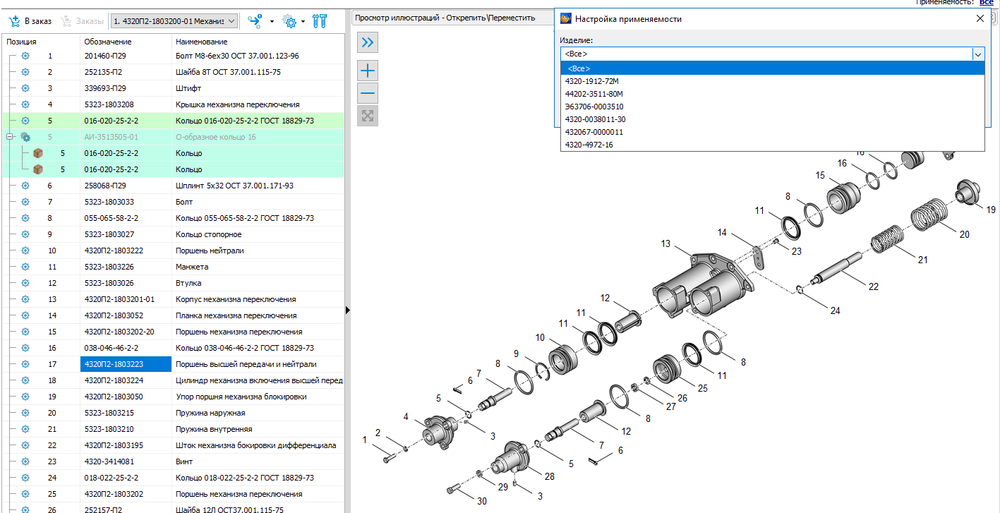 Применяемость: Все
В заказ
Заказы
1. 4320П2-1803200-01 Механиз
Просмотр иллюстраций - Открепить\Переместить
Настройка применяемости
Изделие:
<Все>
<Все>
4320-1912-72М
44202-3511-80М
Э63706-0003510
4320-0038011-30
432067-0000011
4320-4972-16
Позиция Обозначение Наименование
1 201460-П29 Болт М8-6ех30 ОСТ 37.001.123-96
2 252135-П2 Шайба 8Т ОСТ 37.001.115-75
3 339693-П29 Штифт
4 5323-1803208 Крышка механизма переключения
5 016-020-25-2-2 Кольцо 016-020-25-2-2 ГОСТ 18829-73
5 АИ-3513505-01 О-образное кольцо 16
5 016-020-25-2-2 Кольцо
5 016-020-25-2-2 Кольцо
6 258068-П29 Шплинт 5х32 ОСТ 37.001.171-93
7 5323-1803033 Болт
8 055-065-58-2-2 Кольцо 055-065-58-2-2 ГОСТ 18829-73
9 5323-1803027 Кольцо стопорное
10 4320П2-1803222 Поршень нейтрали
11 5323-1803226 Манжета
12 5323-1803026 Втулка
13 4320П2-1803201-01 Корпус механизма переключения
14 4320П2-1803052 Планка механизма переключения
15 4320П2-1803202-20 Поршень механизма переключения
16 038-046-46-2-2 Кольцо 038-046-46-2-2 ГОСТ 18829-73
17 4320П2-1803223 Поршень высшей передачи и нейтрали
18 4320П2-1803224 Цилиндр механизма включения высшей перед
19 4320П2-1803050 Упор поршня механизма блокировки
20 5323-1803215 Пружина наружная
21 5323-1803210 Пружина внутренняя
22 4320П2-1803195 Шток механизма бокировки дифференциала
23 4320-3414081 Винт
24 018-022-25-2-2 Кольцо 018-022-25-2-2 ГОСТ 18829-73
25 4320П2-1803202 Поршень механизма переключения
26 252157-П2 Шайба 12Л ОСТ37.001.115-75
16
16
15
8
19
11
20
14
13
23
21
22
12
24
11
11
10
9
8
8
7
6
11
5
25
26
27
4
8
2
3
12
1
7
6
5
28
29
3
30